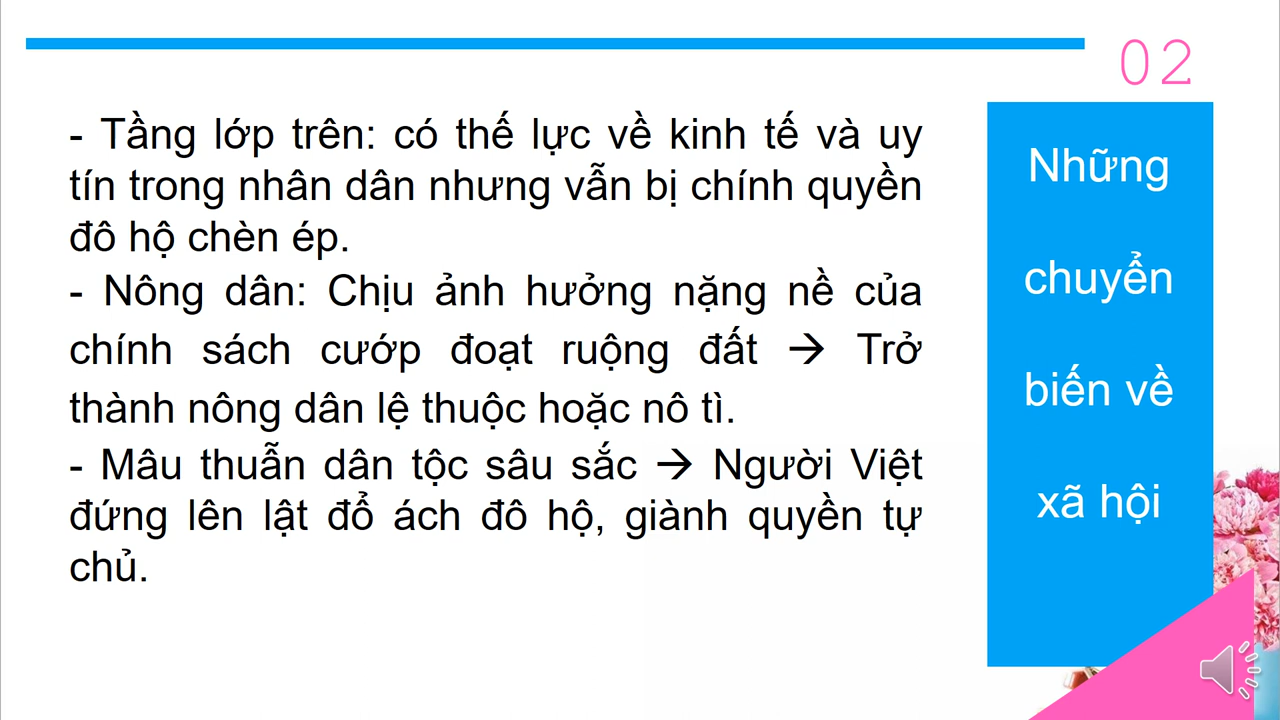 02
- Tầng lớp trên: có thế lực về kinh tế và uy
tín trong nhân dân nhưng vẫn bị chính quyền
đô hộ chèn ép.
- Nông dân: Chịu ảnh hưởng nặng nề của
chính sách cướp đoạt ruộng đất → Trở
thành nông dân lệ thuộc hoặc nô tì.
- Mâu thuẫn dân tộc sâu sắc → Người Việt
đứng lên lật đổ ách đô hộ, giành quyền tự
chủ.
Những
chuyển
biến về
xã hội